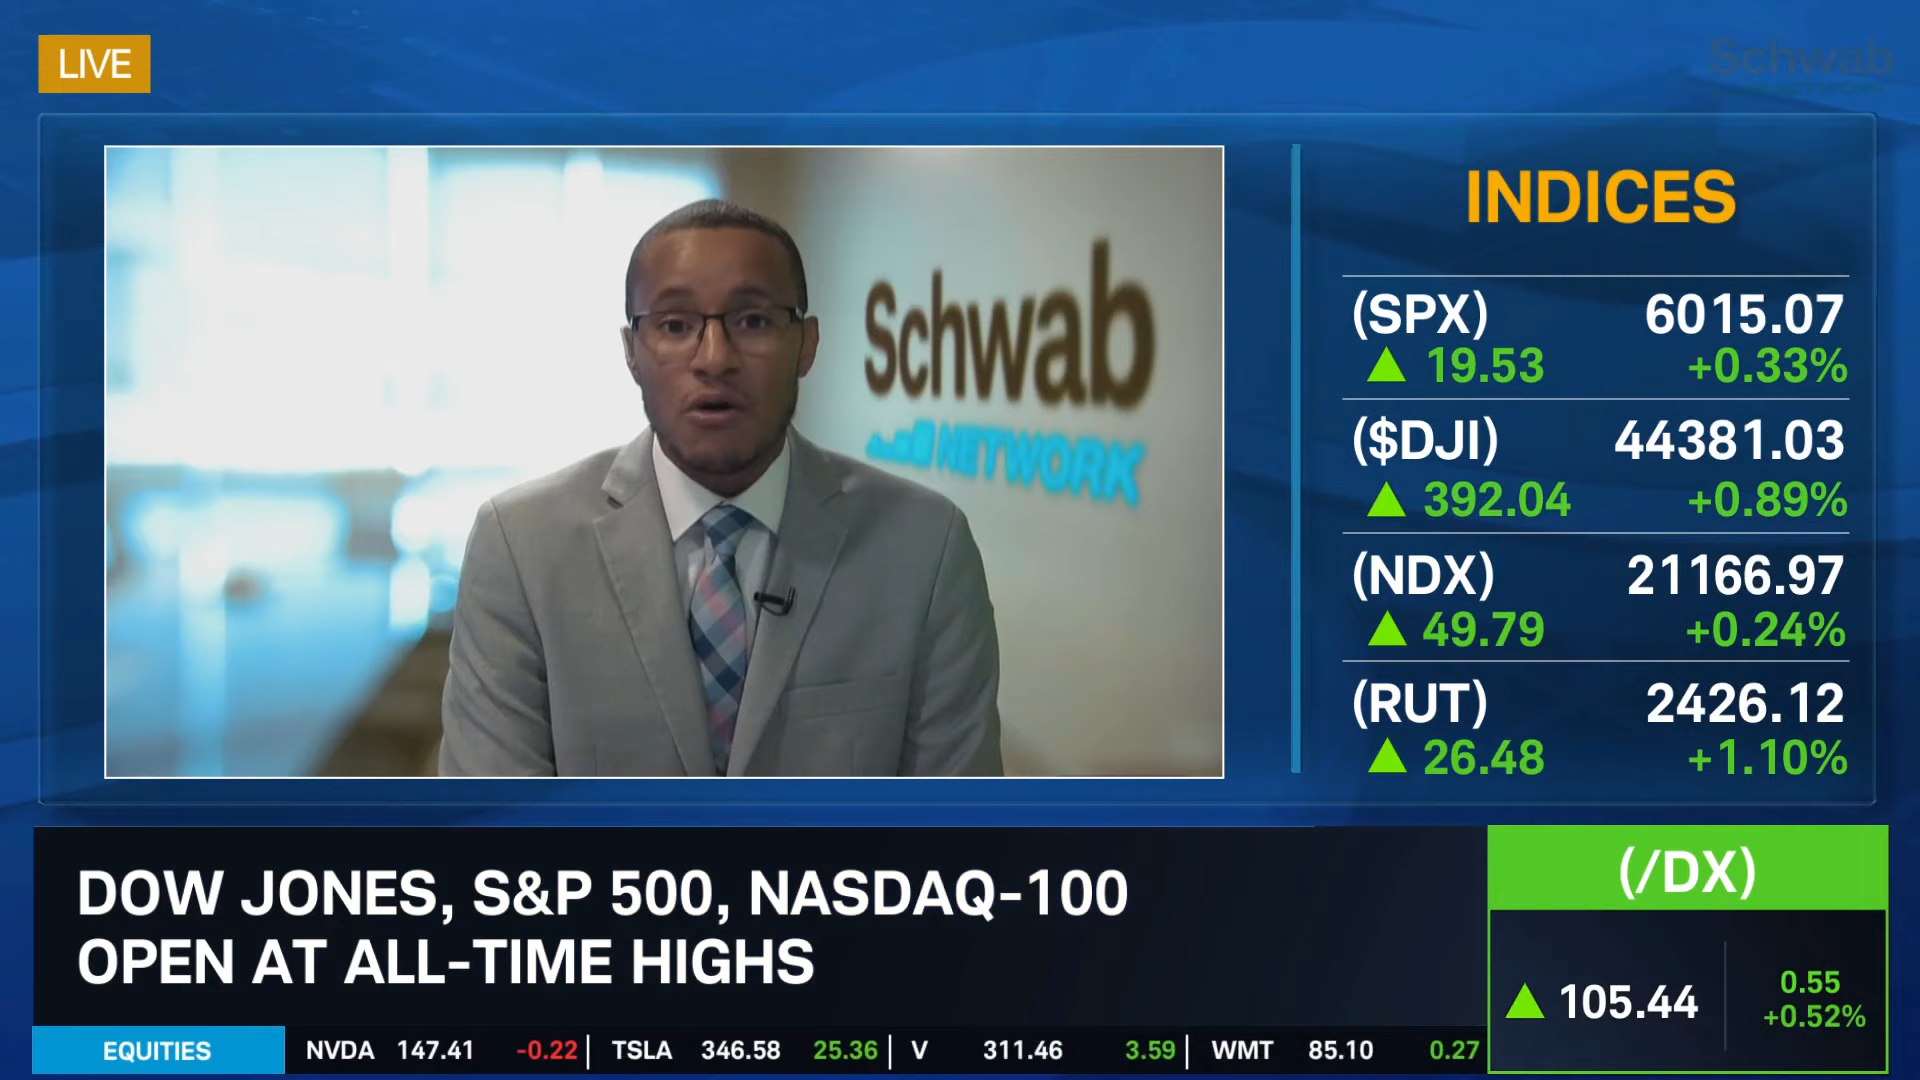 LIVE
Schwab
NETWORK
Schwab
NETWORK
INDICES
(SPX) 6015.07
▲ 19.53 +0.33%
($DJI) 44381.03
▲ 392.04 +0.89%
(NDX) 21166.97
▲ 49.79 +0.24%
(RUT) 2426.12
▲ 26.48 +1.10%
DOW JONES, S&P 500, NASDAQ-100
OPEN AT ALL-TIME HIGHS
(/DX)
▲ 105.44
0.55
+0.52%
EQUITIES NVDA 147.41 -0.22 | TSLA 346.58 25.36 | V 311.46 3.59 | WMT 85.10 0.27